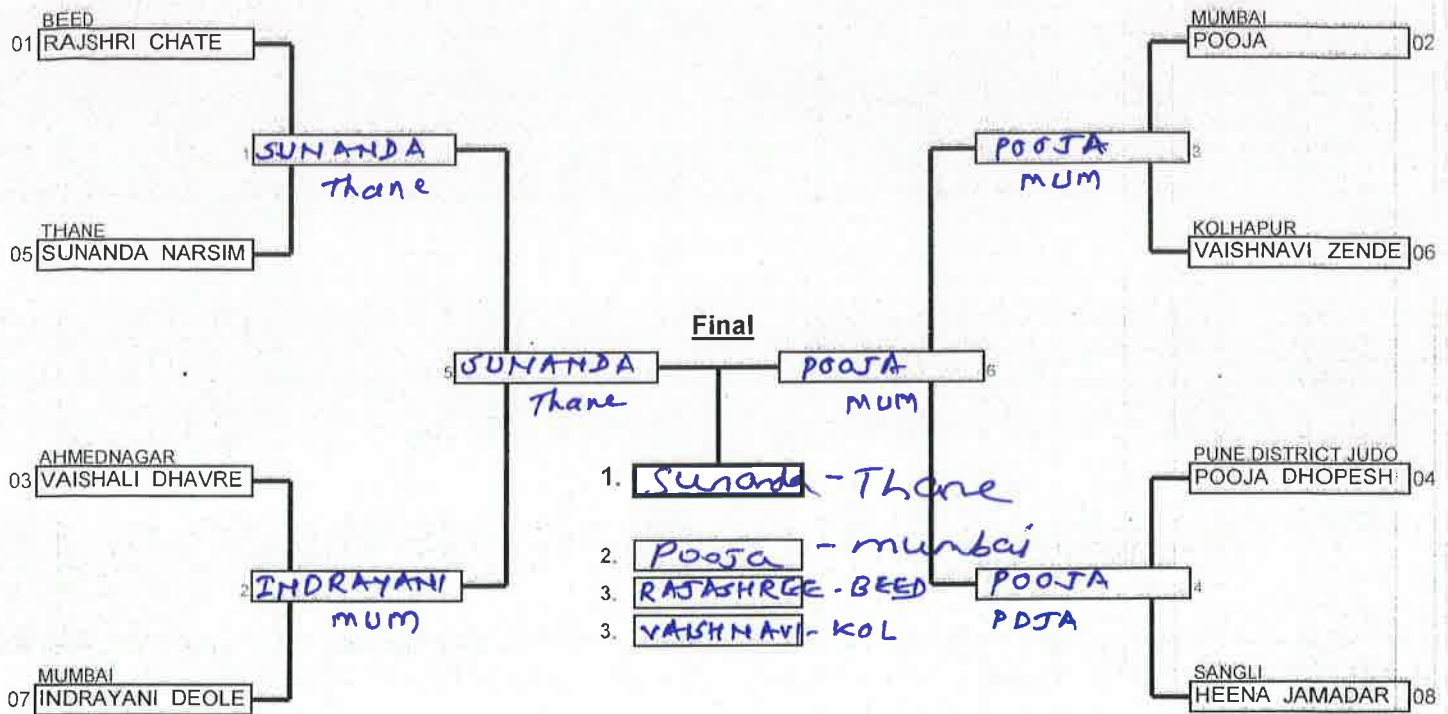 BEED
01 RAJSHRI CHATE
1 SUNANDA
Thane
THANE
05 SUNANDA NARSIM
5 SUNANDA
Thane
AHMEDNAGAR
03 VAISHALI DHAVRE
2 INDRAYANI
MUM
MUMBAI
07 INDRAYANI DEOLE
Final
1. Sunanda - Thane
2. Pooja - mumbai
3. RAJASHREE - BEED
3. VAISHNAVI - KOL
MUMBAI
POOJA 02
POOJA 3
MUM
KOLHAPUR
VAISHNAVI ZENDE 06
POOJA 6
MUM
PUNE DISTRICT JUDO
POOJA DHOPESH 04
POOJA 4
PDJA
SANGLI
HEENA JAMADAR 08